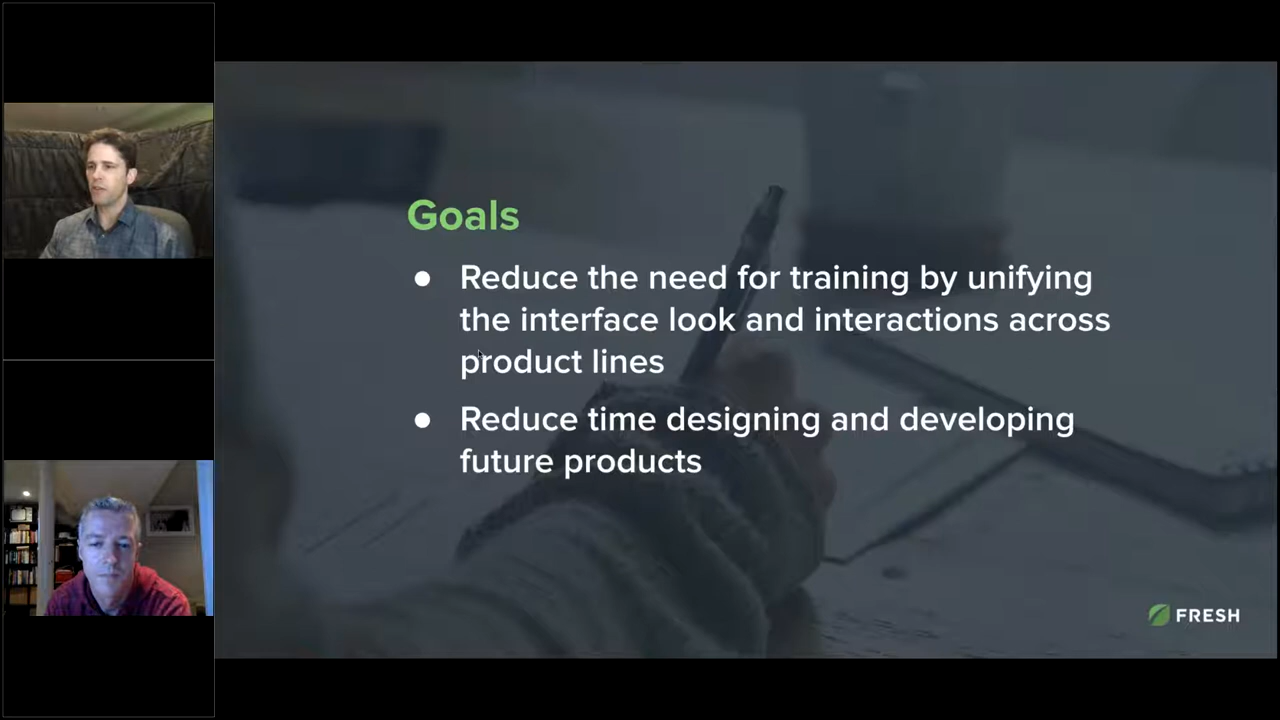 Goals
● Reduce the need for training by unifying
the interface look and interactions across
product lines
● Reduce time designing and developing
future products
FRESH